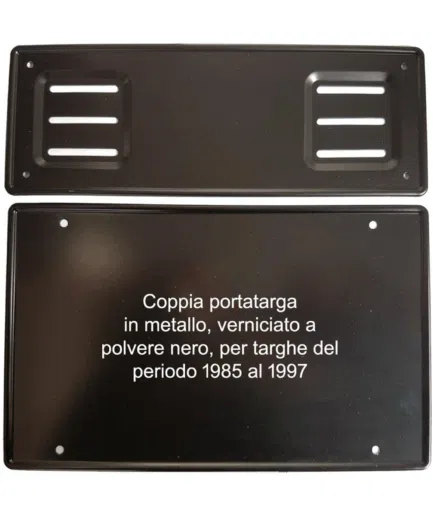 Coppia portatarga
in metallo, verniciato a
polvere nero, per targhe del
periodo 1985 al 1997